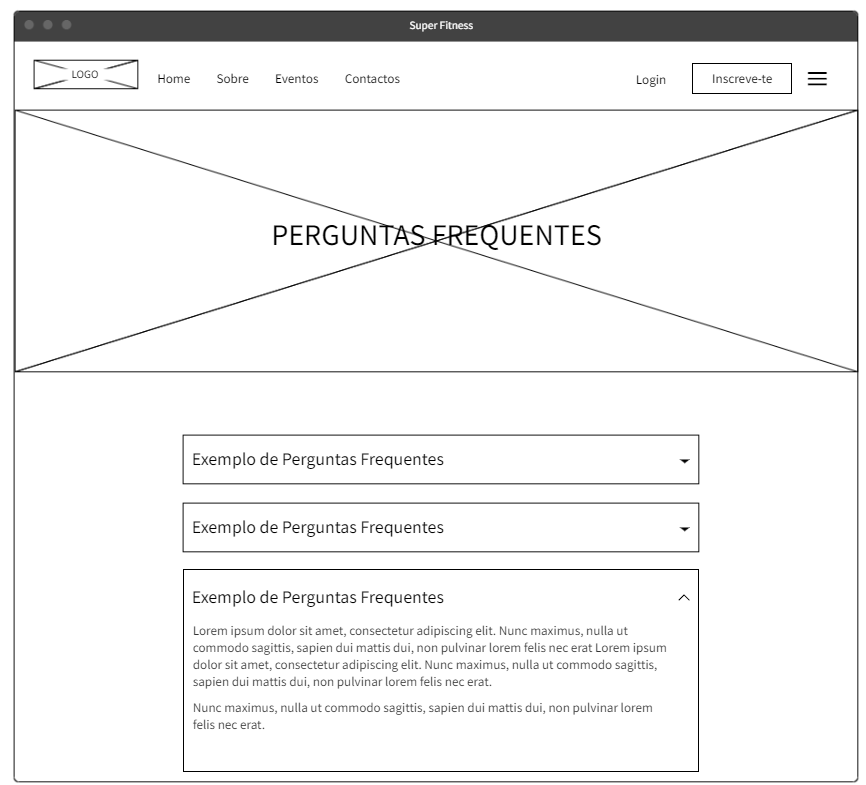 Super Fitness
LOGO
Home Sobre Eventos Contactos Login Inscreve-te
PERGUNTAS FREQUENTES
Exemplo de Perguntas Frequentes
Exemplo de Perguntas Frequentes
Exemplo de Perguntas Frequentes
Lorem ipsum dolor sit amet, consectetur adipiscing elit. Nunc maximus, nulla ut
commodo sagittis, sapien dui mattis dui, non pulvinar lorem felis nec erat Lorem ipsum
dolor sit amet, consectetur adipiscing elit. Nunc maximus, nulla ut commodo sagittis,
sapien dui mattis dui, non pulvinar lorem felis nec erat.
Nunc maximus, nulla ut commodo sagittis, sapien dui mattis dui, non pulvinar lorem
felis nec erat.